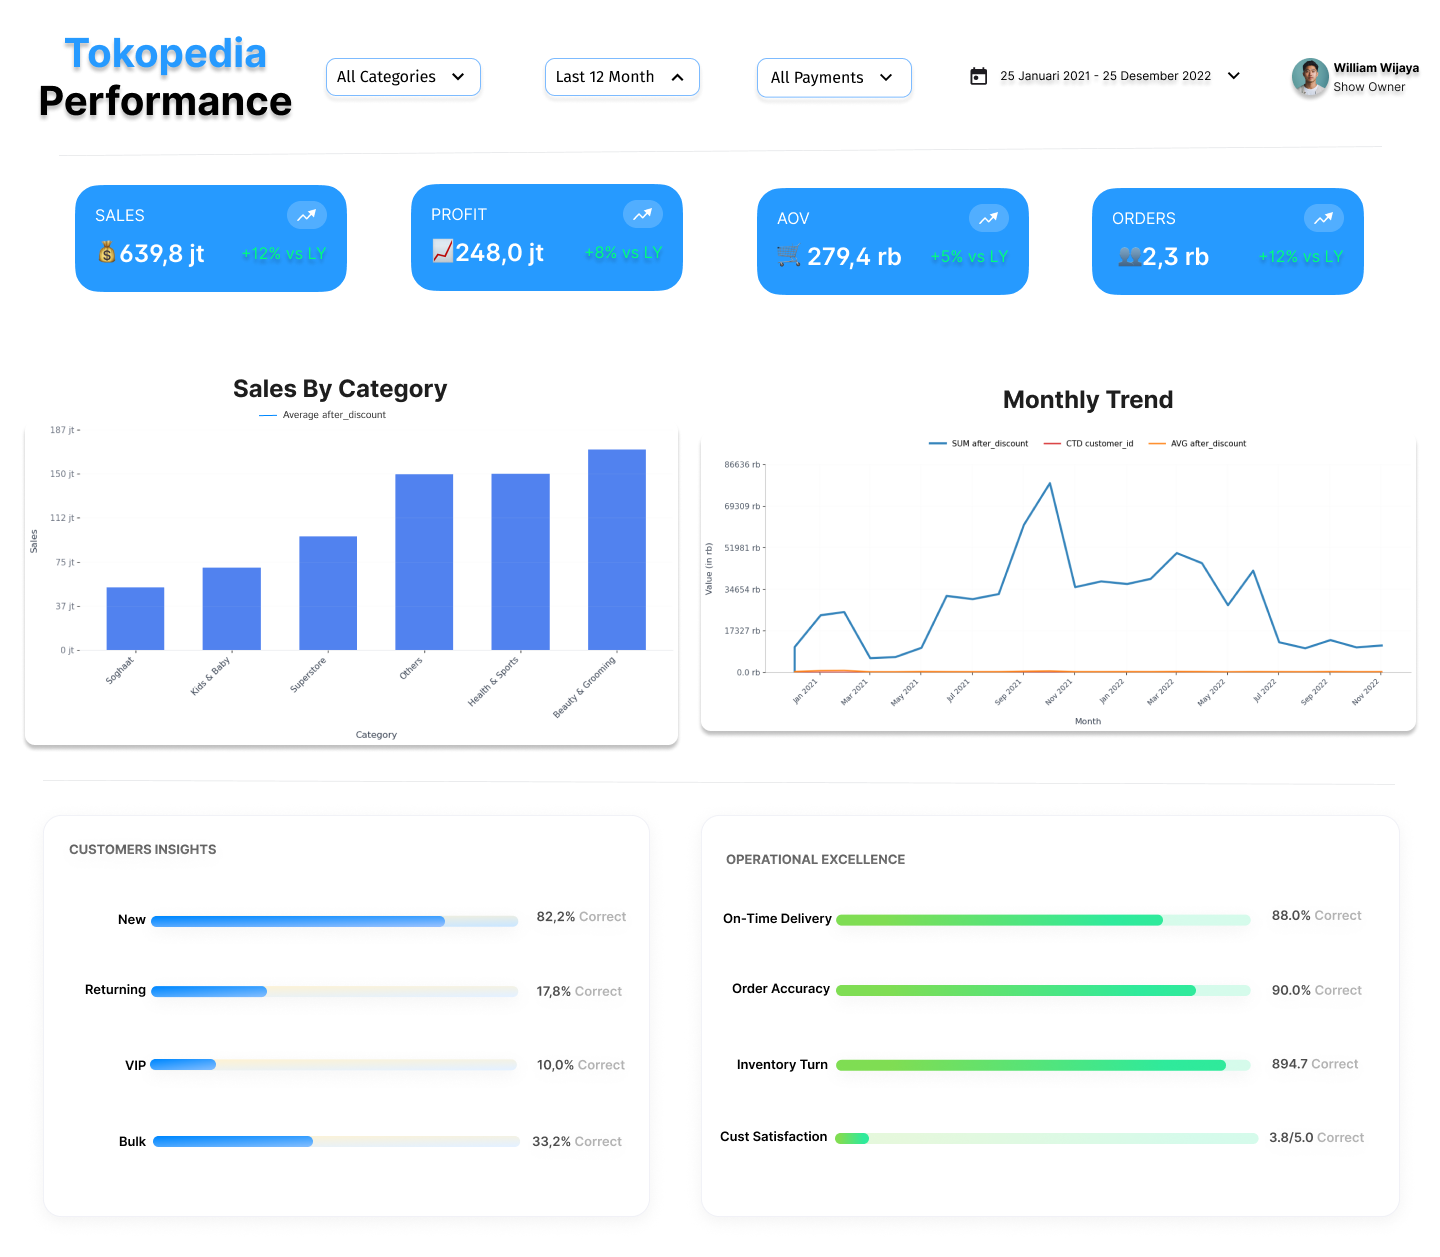 Tokopedia
Performance
All Categories
Last 12 Month
All Payments
25 Januari 2021 - 25 Desember 2022
William Wijaya
Show Owner
SALES
639,8 jt
+12% vs LY
PROFIT
248,0 jt
+8% vs LY
AOV
279,4 rb
+5% vs LY
ORDERS
2,3 rb
+12% vs LY
Sales By Category
Average after_discount
187 jt
150 jt
112 jt
75 jt
37 jt
0 jt
Sales
Soghaat
Kids & Baby
Superstore
Others
Health & Sports
Beauty & Grooming
Category
Monthly Trend
SUM after_discount
CTD customer_id
AVG after_discount
86636 rb
69309 rb
51981 rb
34654 rb
17327 rb
0.0 rb
Value (in rb)
Jan 2021
Mar 2021
May 2021
Jul 2021
Sep 2021
Nov 2021
Jan 2022
Mar 2022
May 2022
Jul 2022
Sep 2022
Nov 2022
Month
CUSTOMERS INSIGHTS
New
82,2% Correct
Returning
17,8% Correct
VIP
10,0% Correct
Bulk
33,2% Correct
OPERATIONAL EXCELLENCE
On-Time Delivery
88.0% Correct
Order Accuracy
90.0% Correct
Inventory Turn
894.7 Correct
Cust Satisfaction
3.8/5.0 Correct